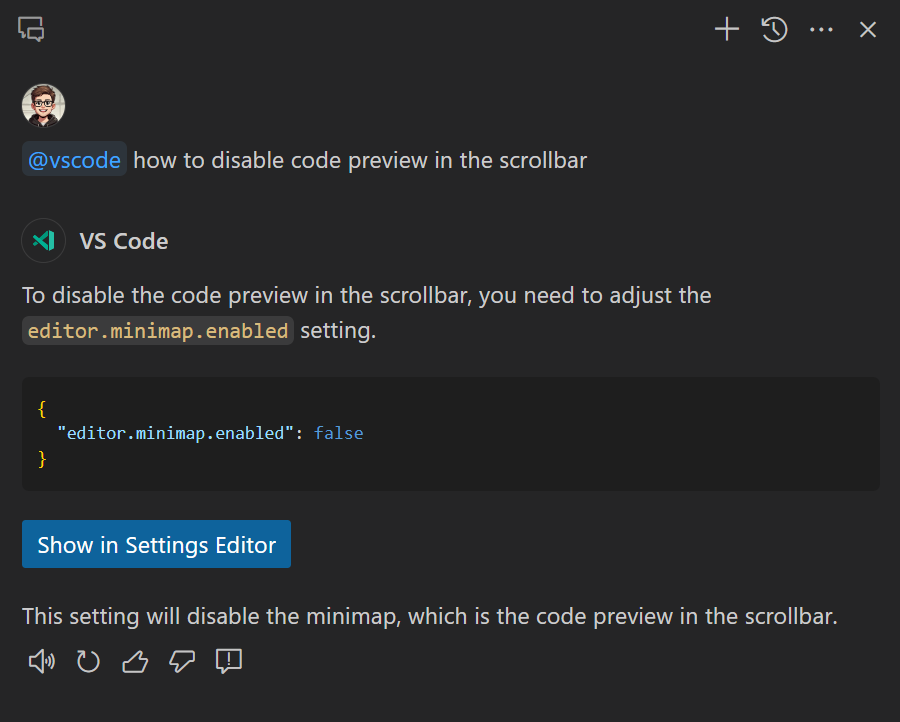 @vscode how to disable code preview in the scrollbar
VS Code
To disable the code preview in the scrollbar, you need to adjust the
editor.minimap.enabled setting.
{
  "editor.minimap.enabled": false
}
Show in Settings Editor
This setting will disable the minimap, which is the code preview in the scrollbar.